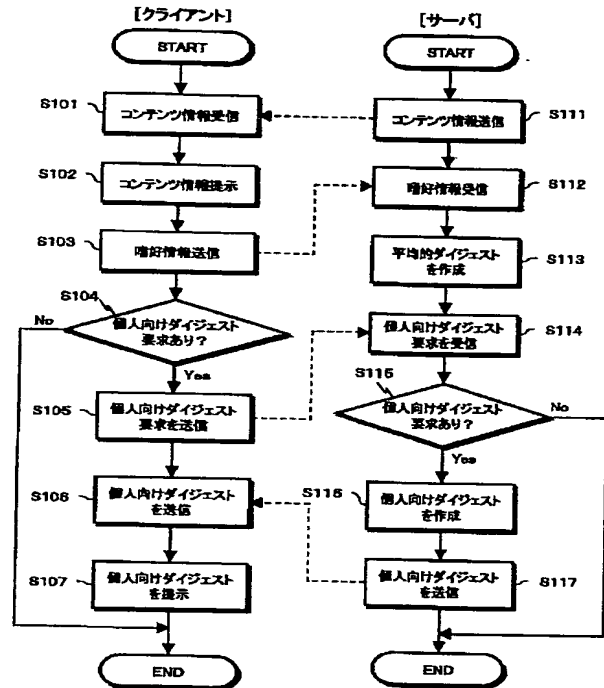 [クライアント]
START
S101
コンテンツ情報受信
S102
コンテンツ情報提示
S103
嗜好情報送信
S104
個人向けダイジェスト
要求あり?
No
Yes
S105
個人向けダイジェスト
要求を送信
S106
個人向けダイジェスト
を送信
S107
個人向けダイジェスト
を提示
END
[サーバ]
START
コンテンツ情報送信
S111
嗜好情報受信
S112
平均的ダイジェスト
を作成
S113
個人向けダイジェスト
要求を受信
S114
S115
個人向けダイジェスト
要求あり?
No
Yes
S116
個人向けダイジェスト
を作成
個人向けダイジェスト
を送信
S117
END